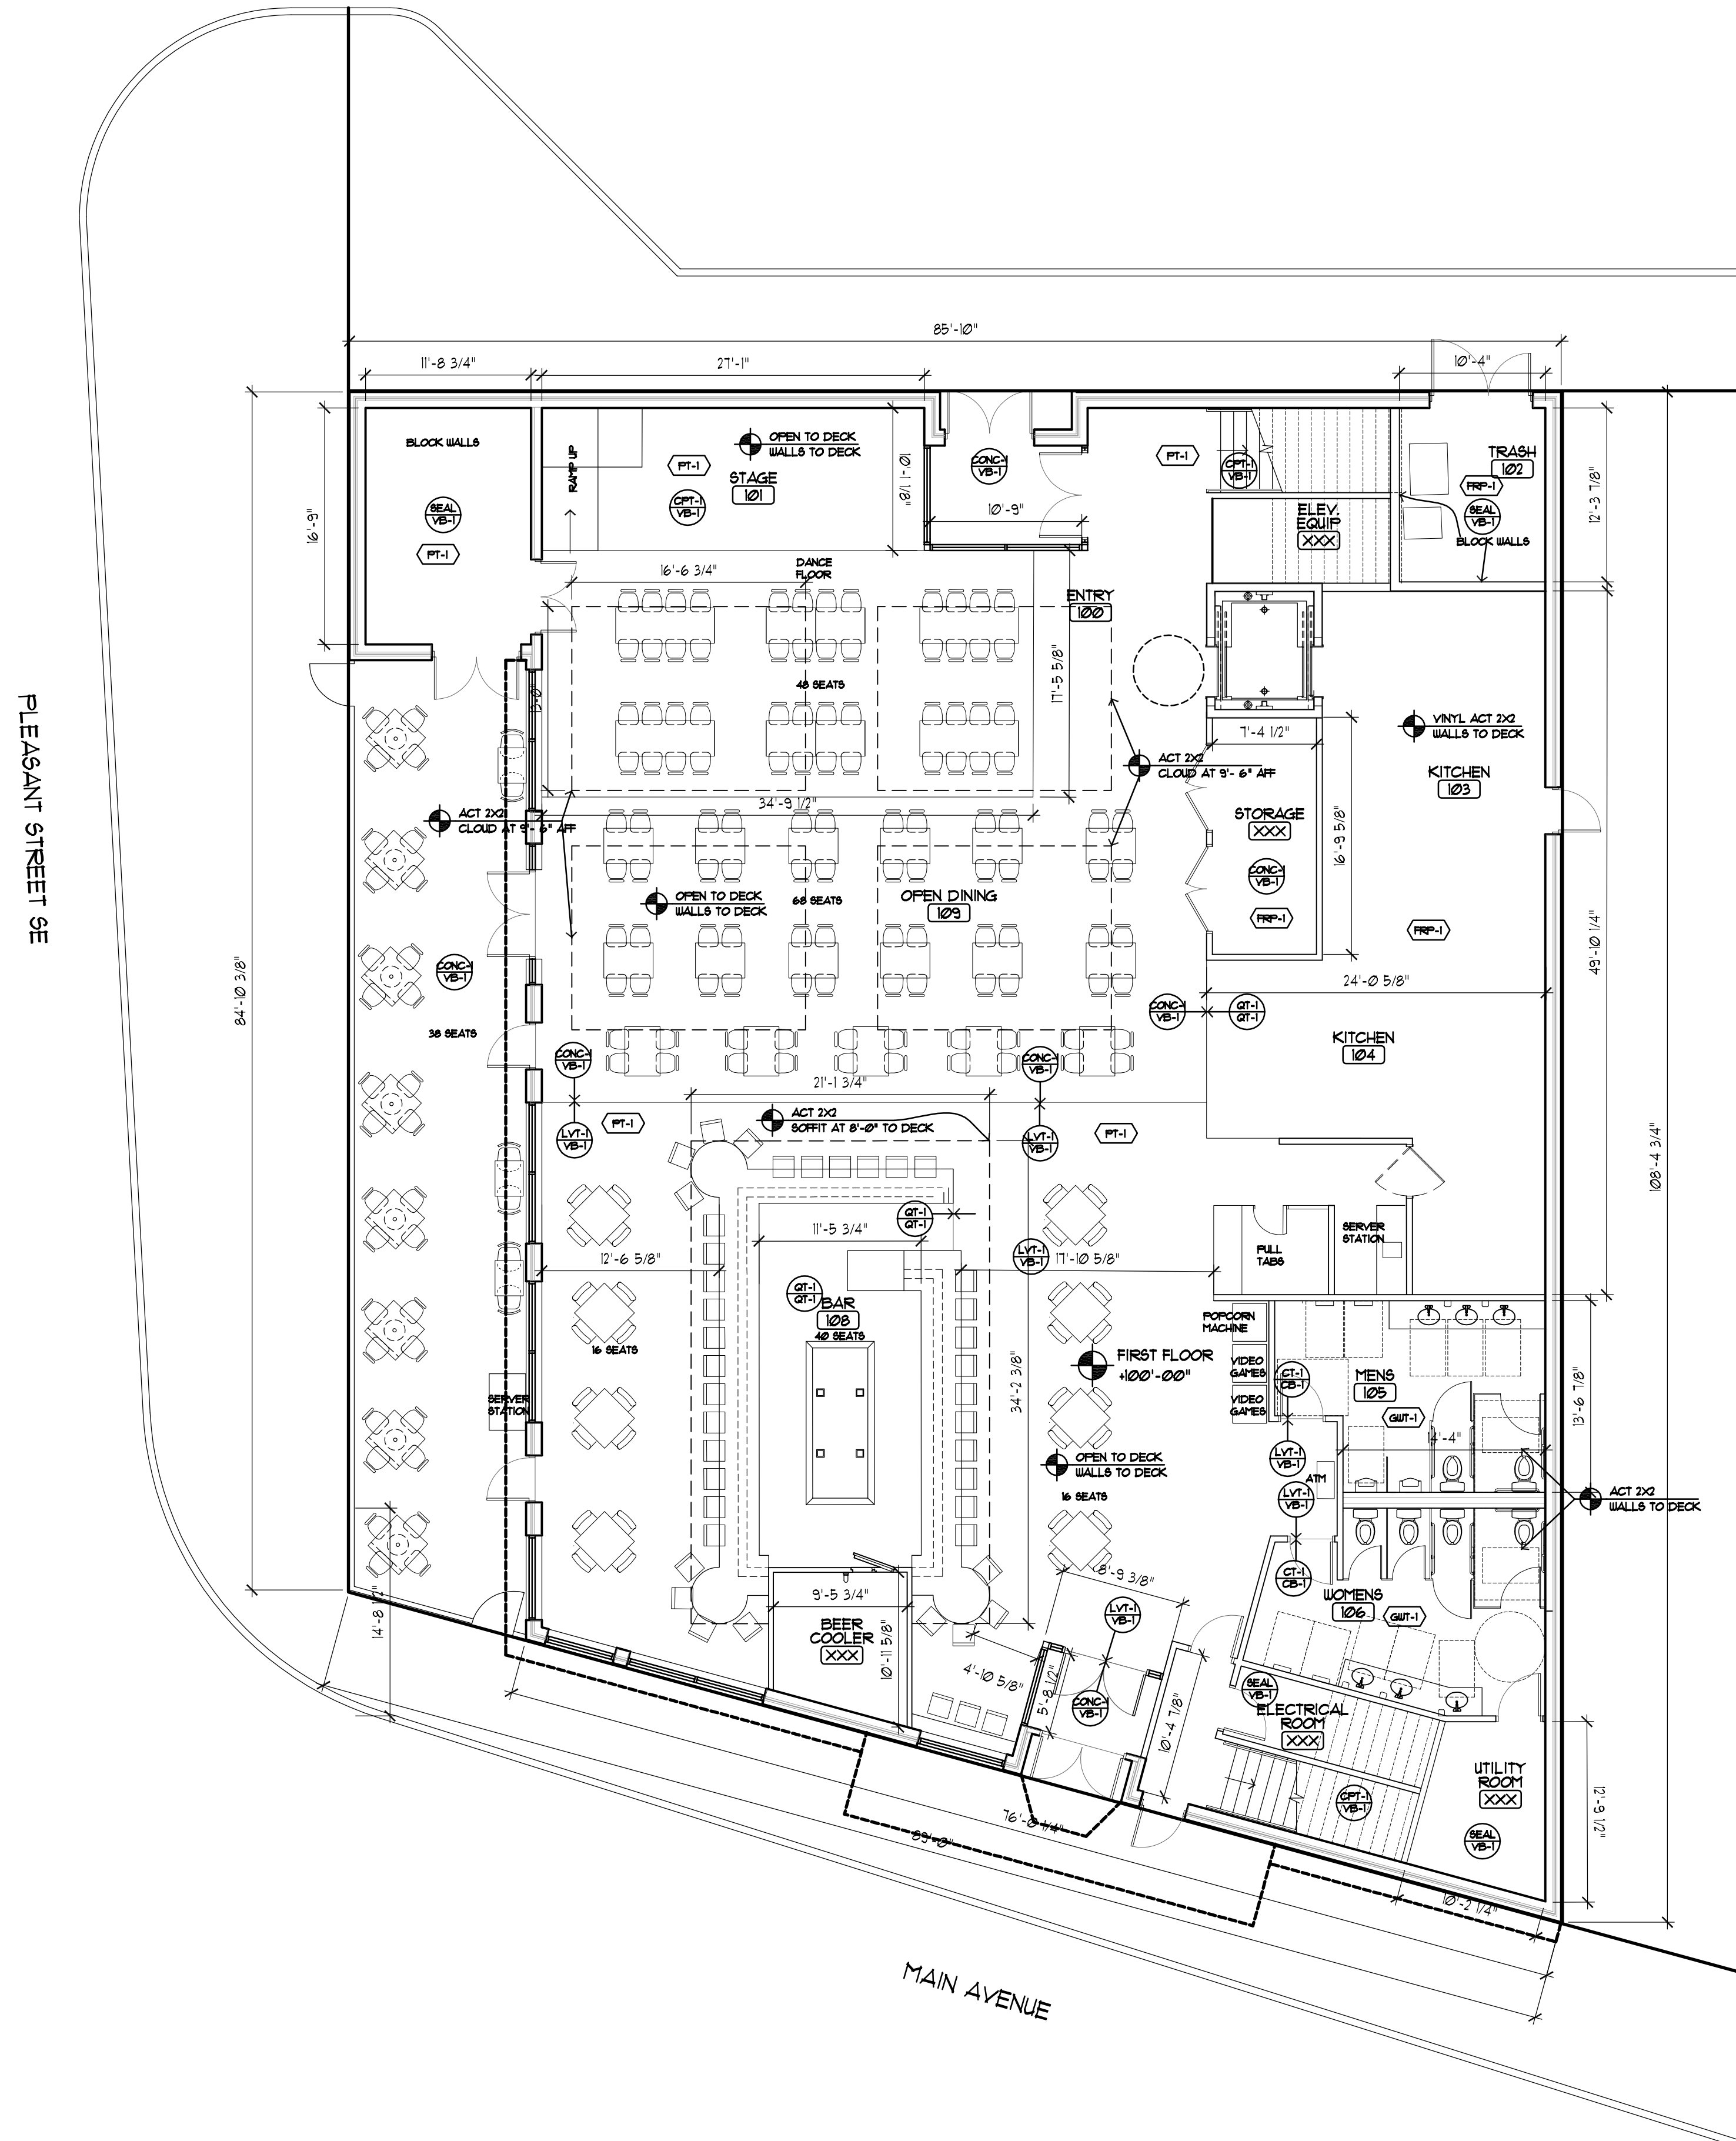 85'-10"
11'-8 3/4"
27'-1"
10'-4"
BLOCK WALLS
RAMP UP
OPEN TO DECK
WALLS TO DECK
PT-1
STAGE
101
CPT-1
VB-1
10'-1 1/8"
CONC-1
VB-1
10'-9"
PT-1
CPT-1
VB-1
TRASH
102
FRP-1
SEAL
VB-1
BLOCK WALLS
12'-3 7/8"
16'-9"
SEAL
VB-1
PT-1
ELEV.
EQUIP
XXX
DANCE
FLOOR
16'-6 3/4"
ENTRY
100
13'-0"
48 SEATS
17'-5 5/8"
PLEASANT STREET SE
7'-4 1/2"
VINYL ACT 2X2
WALLS TO DECK
KITCHEN
103
ACT 2X2
CLOUD AT 9'- 6" AFF
ACT 2X2
CLOUD AT 9'- 6" AFF
34'-9 1/2"
STORAGE
XXX
16'-9 5/8"
CONC-1
VB-1
FRP-1
FRP-1
OPEN TO DECK
WALLS TO DECK
68 SEATS
OPEN DINING
109
49'-10 1/4"
84'-10 3/8"
CONC-1
VB-1
38 SEATS
24'-0 5/8"
CONC-1
VB-1
QT-1
QT-1
KITCHEN
104
CONC-1
VB-1
CONC-1
VB-1
21'-1 3/4"
ACT 2X2
SOFFIT AT 8'-0" TO DECK
PT-1
PT-1
LVT-1
VB-1
LVT-1
VB-1
108'-4 3/4"
QT-1
QT-1
11'-5 3/4"
12'-6 5/8"
LVT-1
VB-1
17'-10 5/8"
PULL
TABS
SERVER
STATION
QT-1
QT-1
BAR
108
40 SEATS
16 SEATS
POPCORN
MACHINE
FIRST FLOOR
+100'-00"
VIDEO
GAMES
VIDEO
GAMES
34'-2 3/8"
CT-1
CB-1
MENS
105
GWT-1
13'-6 7/8"
14'-4"
SERVER
STATION
OPEN TO DECK
WALLS TO DECK
16 SEATS
LVT-1
VB-1
ATM
LVT-1
VB-1
ACT 2X2
WALLS TO DECK
CT-1
CB-1
WOMENS
106
GWT-1
8'-9 3/8"
9'-5 3/4"
BEER
COOLER
XXX
10'-11 5/8"
14'-8 1/2"
LVT-1
VB-1
4'-10 5/8"
5'-8 1/2"
CONC-1
VB-1
10'-4 7/8"
SEAL
VB-1
ELECTRICAL
ROOM
XXX
CPT-1
VB-1
UTILITY
ROOM
XXX
SEAL
VB-1
12'-9 1/2"
76'-0 1/4"
89'-0"
10'-2 1/4"
MAIN AVENUE